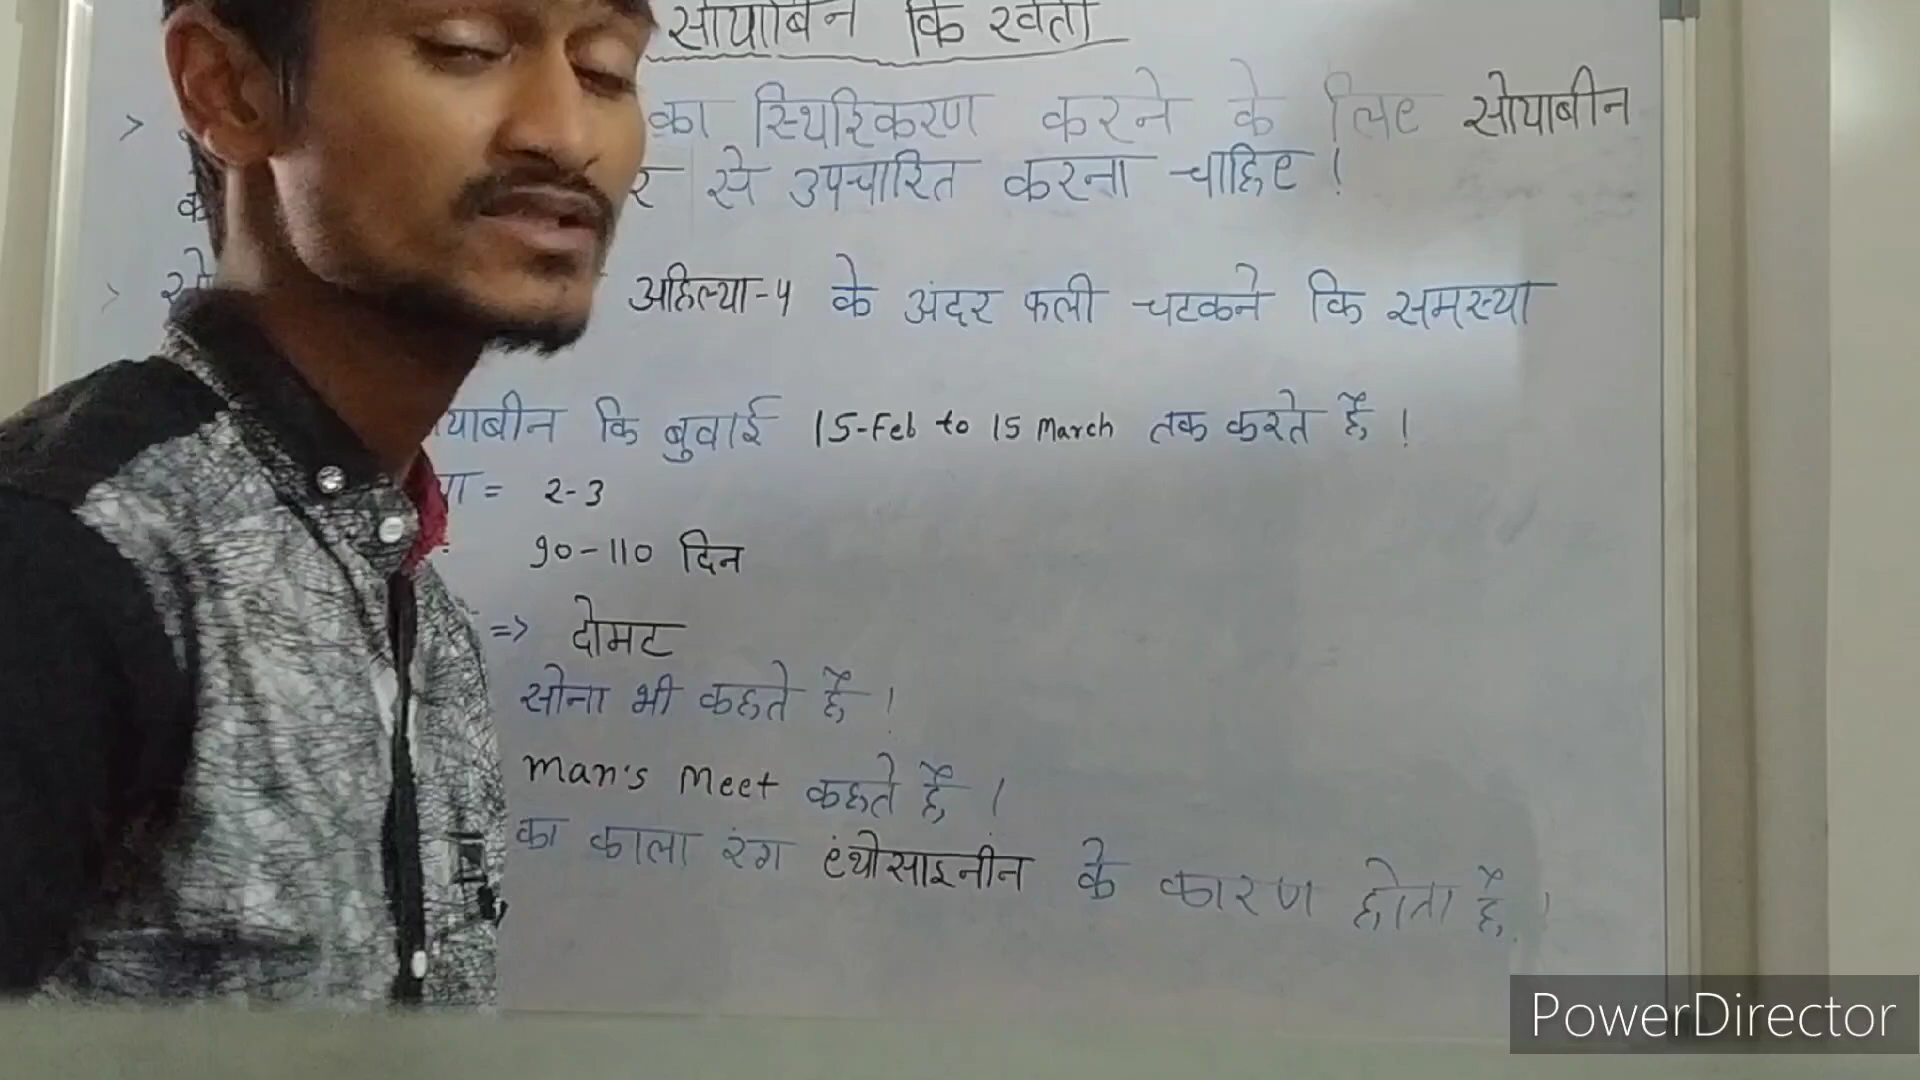 सोयाबिन कि खेती
का स्थिरिकरण करने के लिए सोयाबीन
से उपचारित करना चाहिए !
अहिल्या-4 के अंदर फली चटकने कि समस्या
याबीन कि बुवाई 15-Feb to 15 March तक करते है !
= 2-3
90-110 दिन
=> दोमट
सोना भी कहते है !
man's meet कहते है !
का काला रंग एंथोसाइनीन के कारण होता है !
PowerDirector